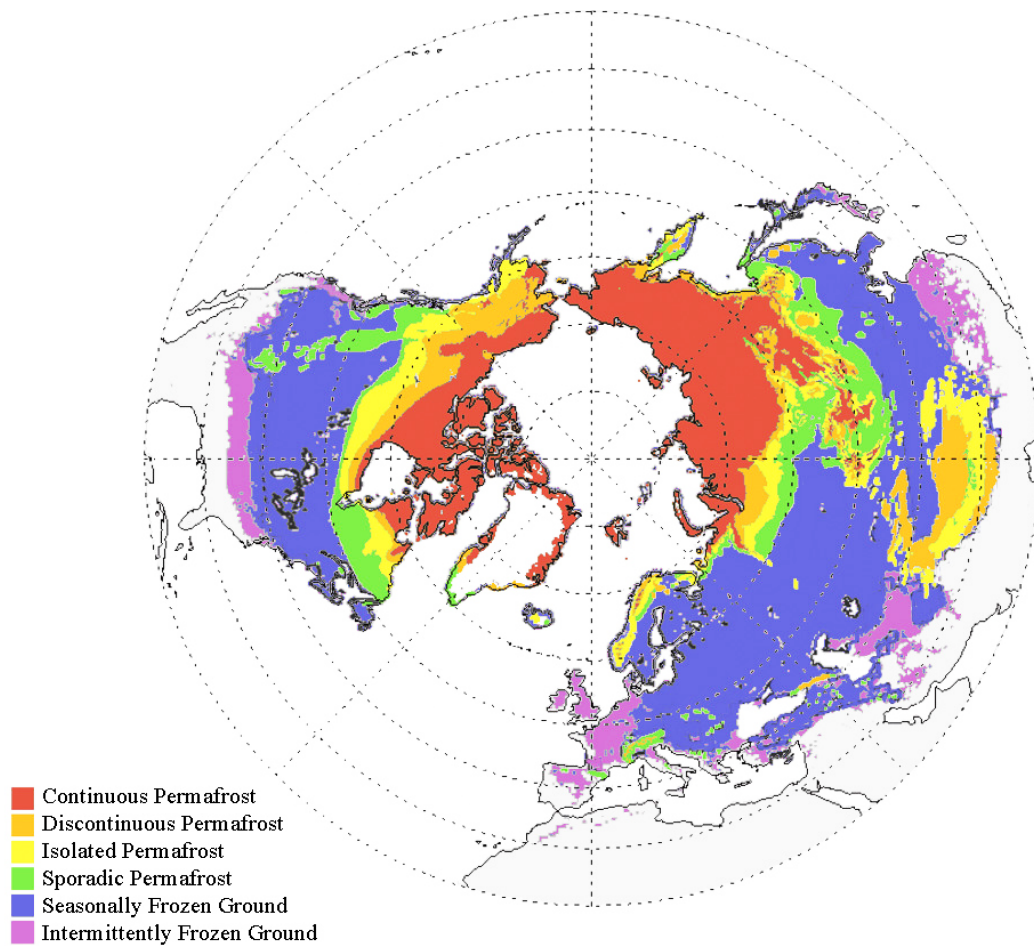 Continuous Permafrost
Discontinuous Permafrost
Isolated Permafrost
Sporadic Permafrost
Seasonally Frozen Ground
Intermittently Frozen Ground